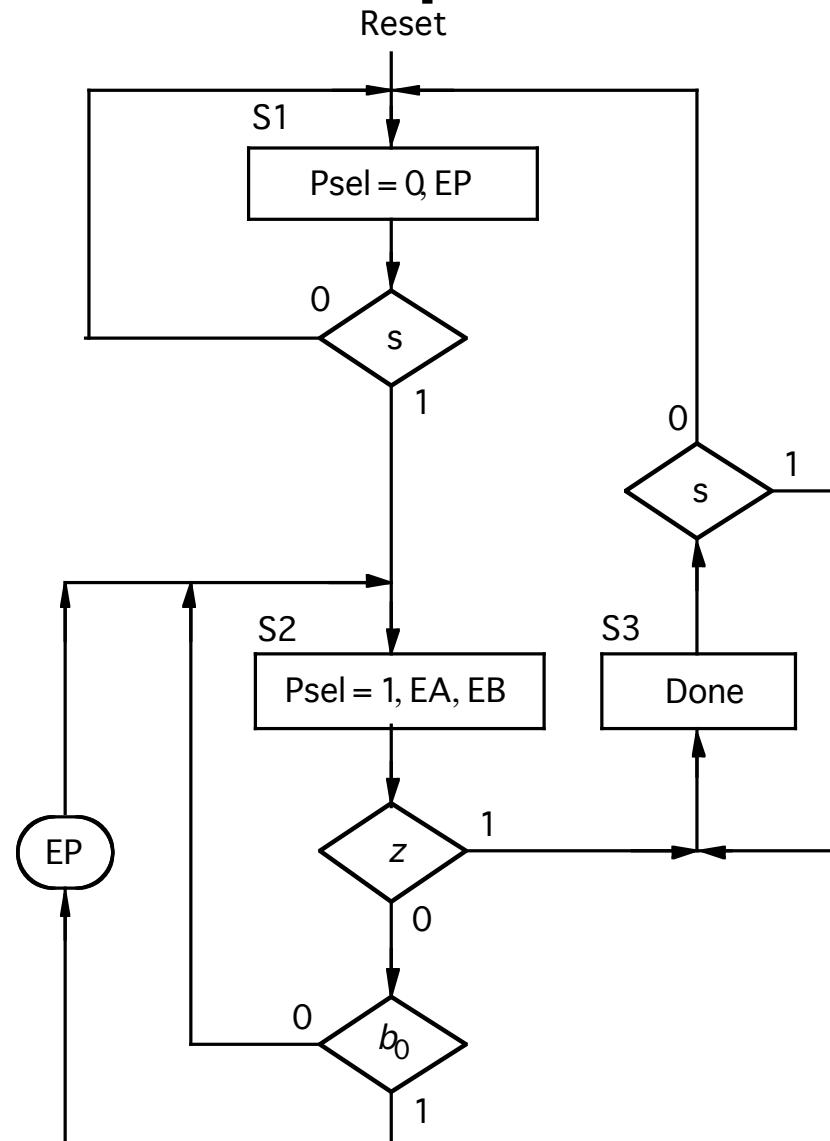 Reset
S1
Psel = 0, EP
0
s
1
0
1
s
S2
S3
Psel = 1, EA, EB
Done
1
EP
z
0
0
b0
1